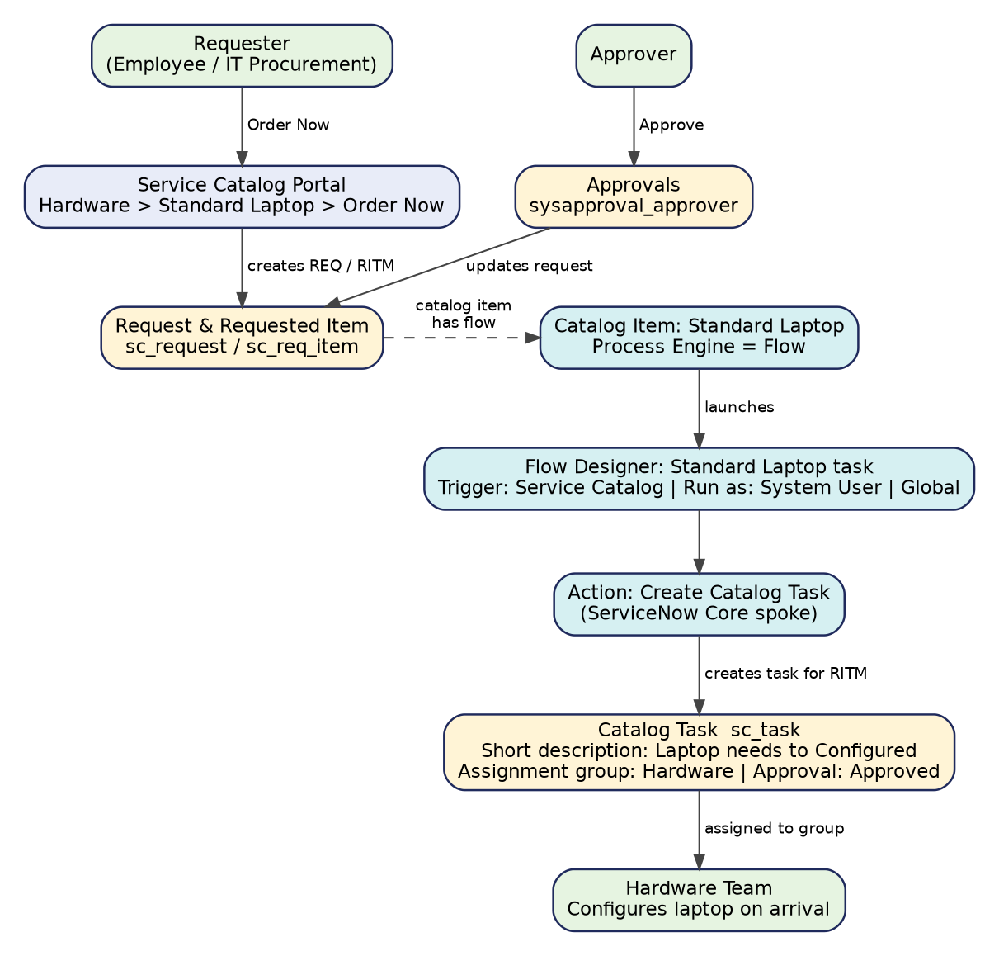 Requester
(Employee / IT Procurement)
Approver
Order Now
Approve
Service Catalog Portal
Hardware > Standard Laptop > Order Now
Approvals
sysapproval_approver
creates REQ / RITM
updates request
Request & Requested Item
sc_request / sc_req_item
catalog item
has flow
Catalog Item: Standard Laptop
Process Engine = Flow
launches
Flow Designer: Standard Laptop task
Trigger: Service Catalog | Run as: System User | Global
Action: Create Catalog Task
(ServiceNow Core spoke)
creates task for RITM
Catalog Task  sc_task
Short description: Laptop needs to Configured
Assignment group: Hardware | Approval: Approved
assigned to group
Hardware Team
Configures laptop on arrival